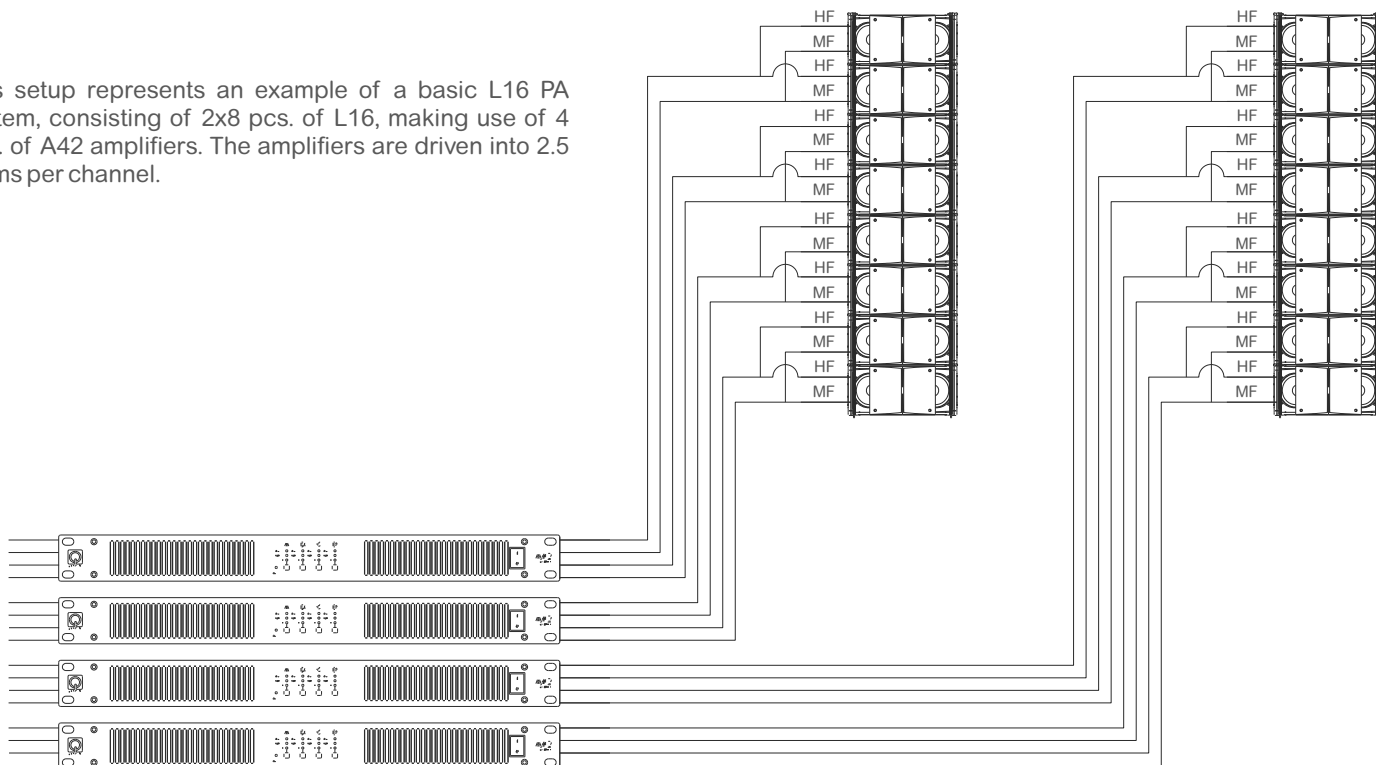 HF HF
MF MF
HF HF
s setup represents an example of a basic L16 PA
MF MF
tem, consisting of 2x8 pcs. of L16, making use of 4
HF HF
. of A42 amplifiers. The amplifiers are driven into 2.5
MF MF
ms per channel.
HF HF
MF MF
HF HF
MF MF
HF HF
MF MF
HF HF
MF MF
HF HF
MF MF